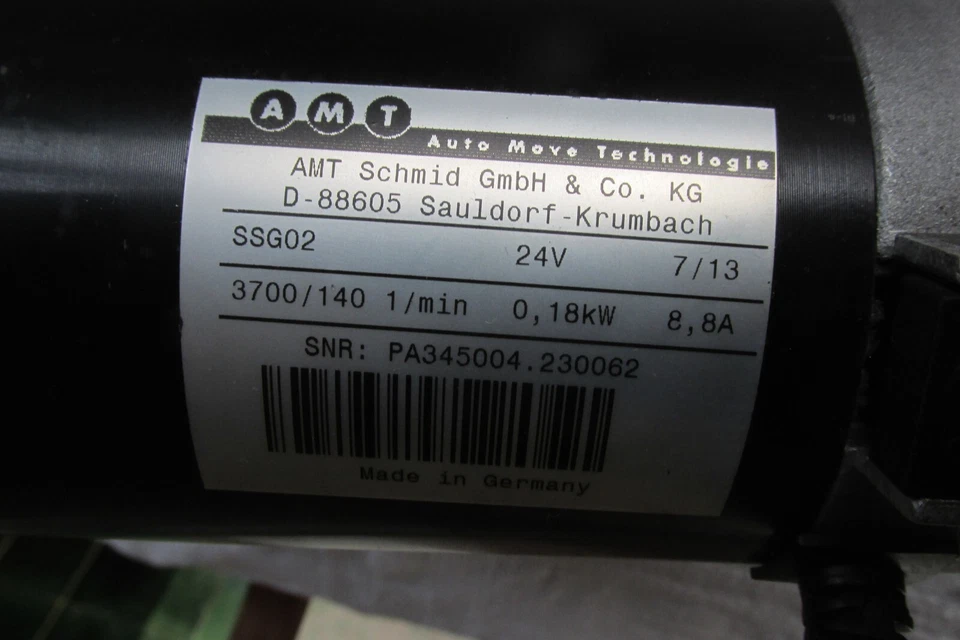 AMT
Auto Move Technologie
AMT Schmid GmbH & Co. KG
D-88605 Sauldorf-Krumbach
SSG02 24V 7/13
3700/140 1/min 0,18kW 8,8A
SNR: PA345004.230062
Made in Germany